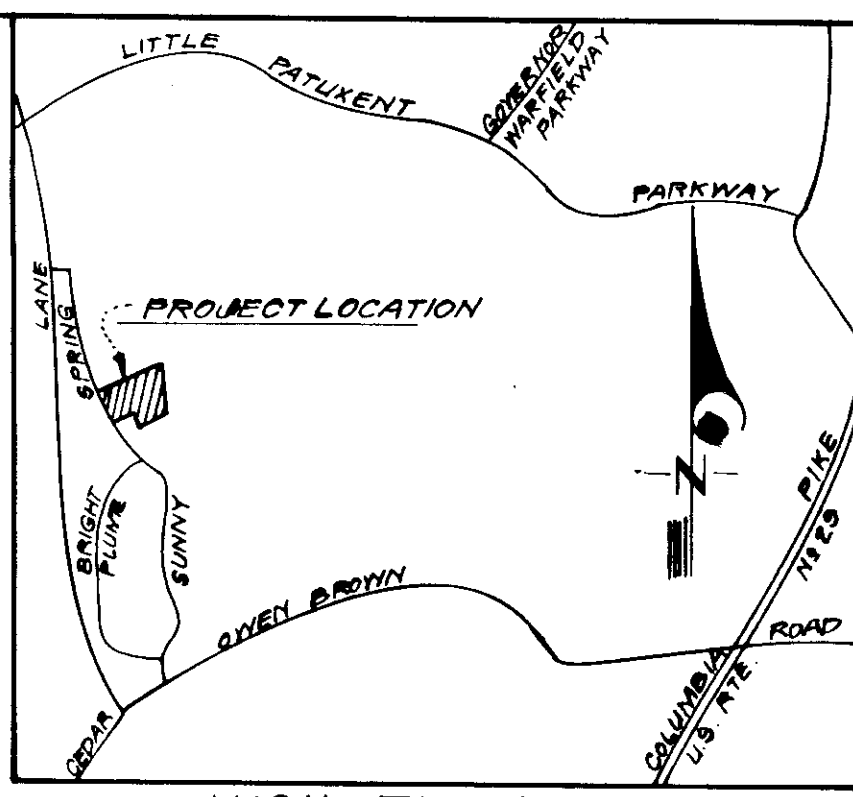 LITTLE PATUXENT PARKWAY
GOVERNOR
WARFIELD
PARKWAY
PROJECT LOCATION
SPRING
LANE
BRIGHT
PLUME
SUNNY
OWEN BROWN ROAD
CEDAR
N
COLUMBIA PIKE
U.S. RTE. Nº 29